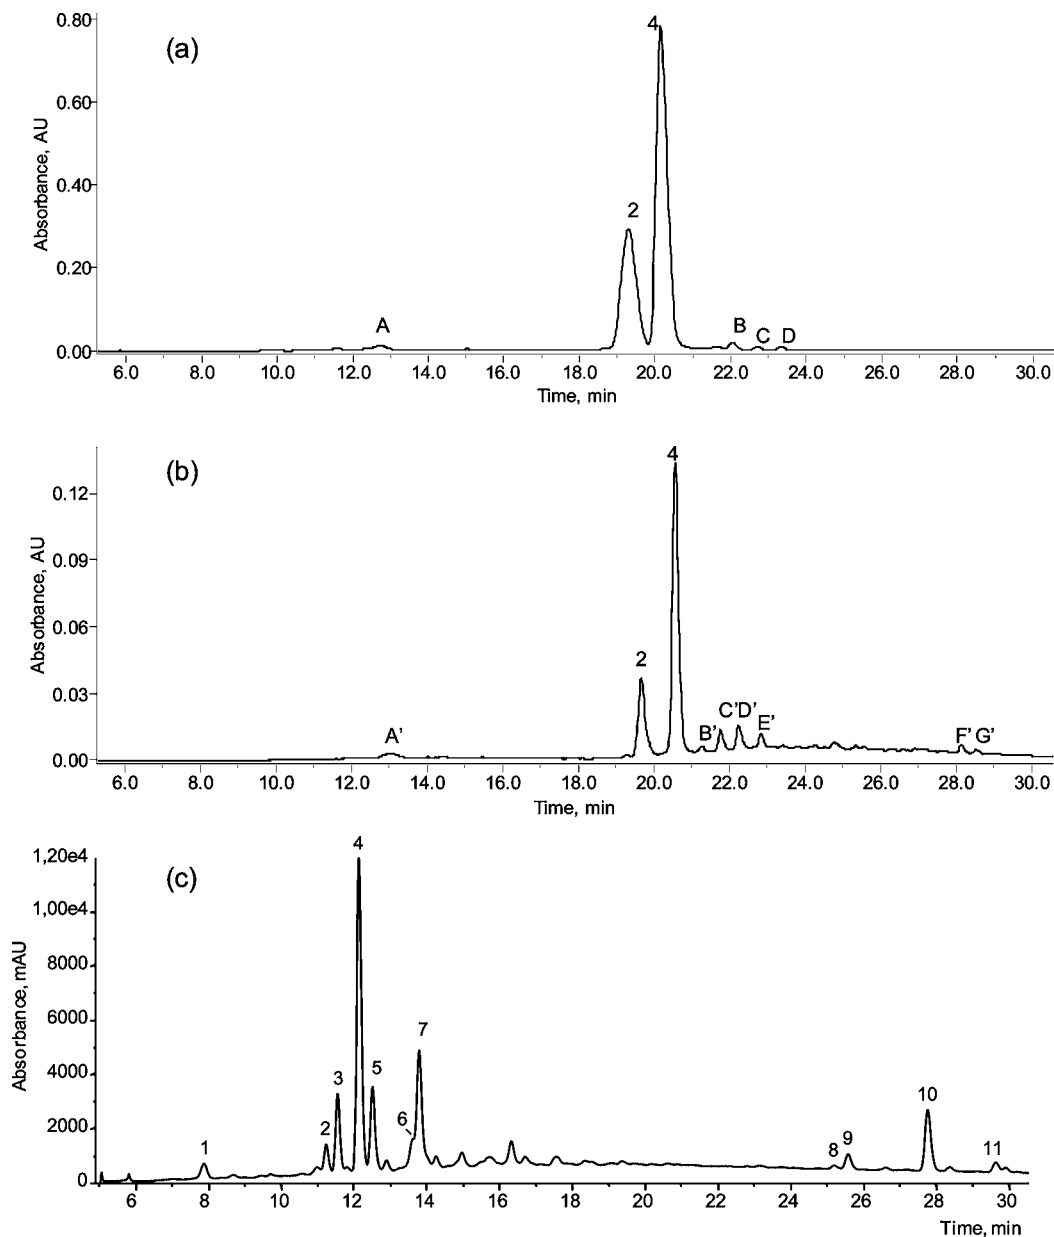 0.80
(a)
4
0.60
Absorbance, AU
0.40
2
0.20
A
B
C
D
0.00
6.0 8.0 10.0 12.0 14.0 16.0 18.0 20.0 22.0 24.0 26.0 28.0 30.0
Time, min
(b)
4
0.12
0.09
Absorbance, AU
0.06
2
0.03
A'
B'
C'D'
E'
F' G'
0.00
6.0 8.0 10.0 12.0 14.0 16.0 18.0 20.0 22.0 24.0 26.0 28.0 30.0
Time, min
4
1,20e4
(c)
1,00e4
Absorbance, mAU
8000
6000
7
4000
3
5
10
2000
6
2
1
8
9
11
0
6 8 10 12 14 16 18 20 22 24 26 28 30
Time, min